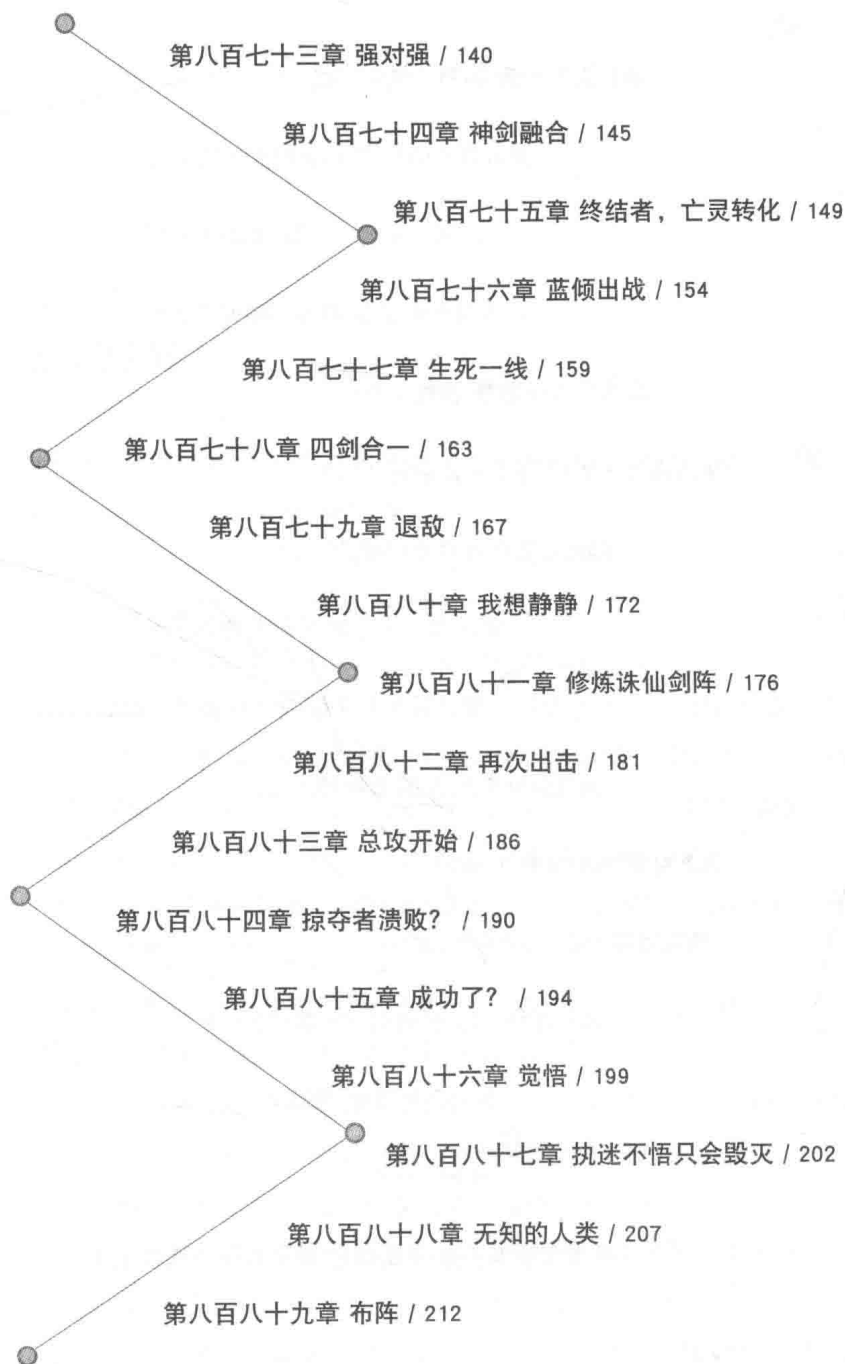 第八百七十三章 强对强 / 140
第八百七十四章 神剑融合 / 145
第八百七十五章 终结者，亡灵转化 / 149
第八百七十六章 蓝倾出战 / 154
第八百七十七章 生死一线 / 159
第八百七十八章 四剑合一 / 163
第八百七十九章 退敌 / 167
第八百八十章 我想静静 / 172
第八百八十一章 修炼诛仙剑阵 / 176
第八百八十二章 再次出击 / 181
第八百八十三章 总攻开始 / 186
第八百八十四章 掠夺者溃败？ / 190
第八百八十五章 成功了？ / 194
第八百八十六章 觉悟 / 199
第八百八十七章 执迷不悟只会毁灭 / 202
第八百八十八章 无知的人类 / 207
第八百八十九章 布阵 / 212